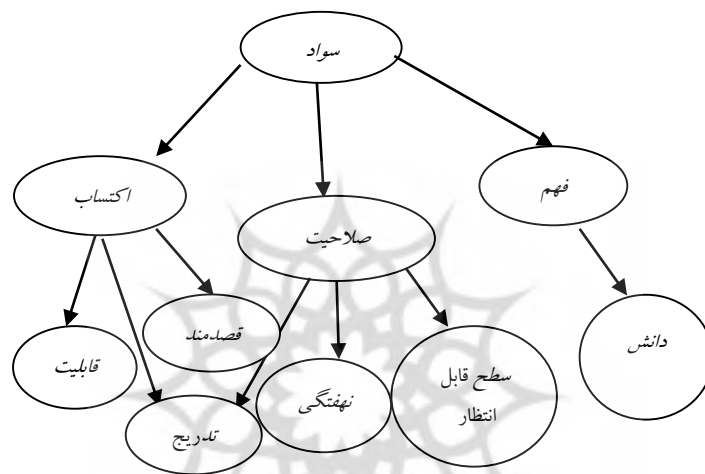 سواد
فهم
صلاحیت
اکتساب
دانش
سطح قابل
انتظار
نهفتگی
قصدمند
تدریج
قابلیت